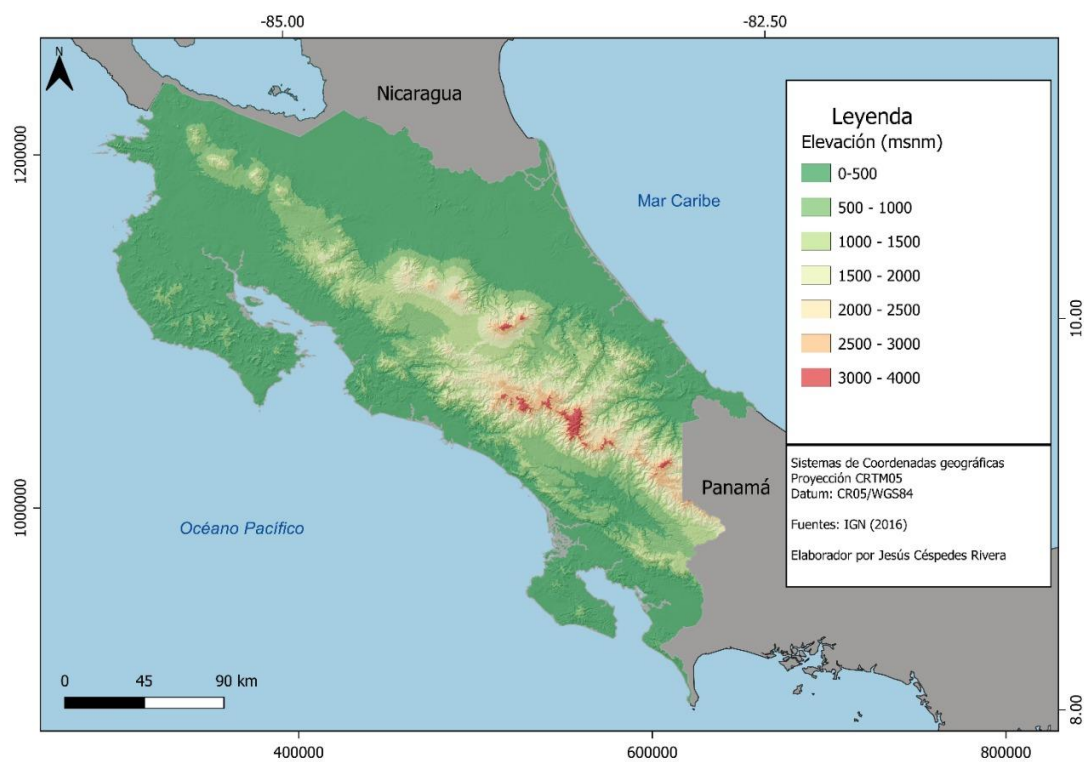 -85.00
-82.50
N
Nicaragua
1200000
Mar Caribe
Leyenda
Elevación (msnm)
0-500
500 - 1000
1000 - 1500
1500 - 2000
2000 - 2500
2500 - 3000
3000 - 4000
10.00
Sistemas de Coordenadas geográficas
Proyección CRTM05
Datum: CR05/WGS84
Fuentes: IGN (2016)
Elaborador por Jesús Céspedes Rivera
Panamá
1000000
Océano Pacífico
0 45 90 km
8.00
400000
600000
800000